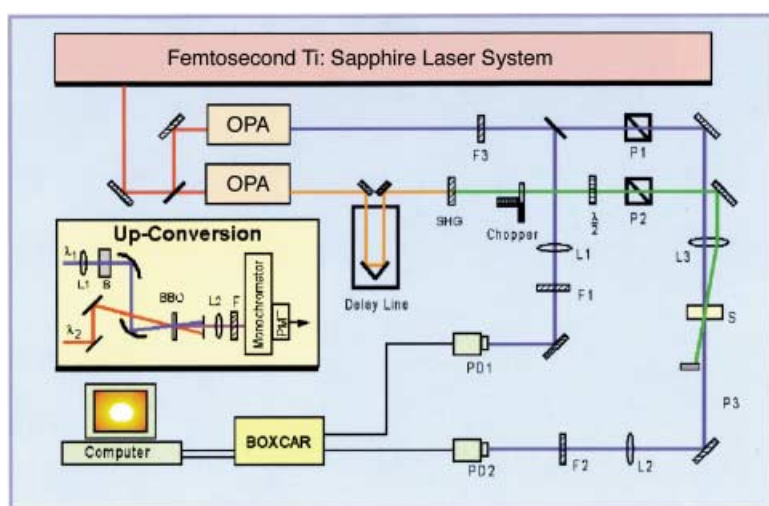 Femtosecond Ti: Sapphire Laser System
OPA
F3
P1
OPA
SHG
Chopper
λ/2
P2
Up-Conversion
λ1
L1
S
BBO
L2
F
Monochromator
PMT
λ2
Delay Line
L1
F1
L3
S
PD1
P3
Computer
BOXCAR
PD2
F2
L2